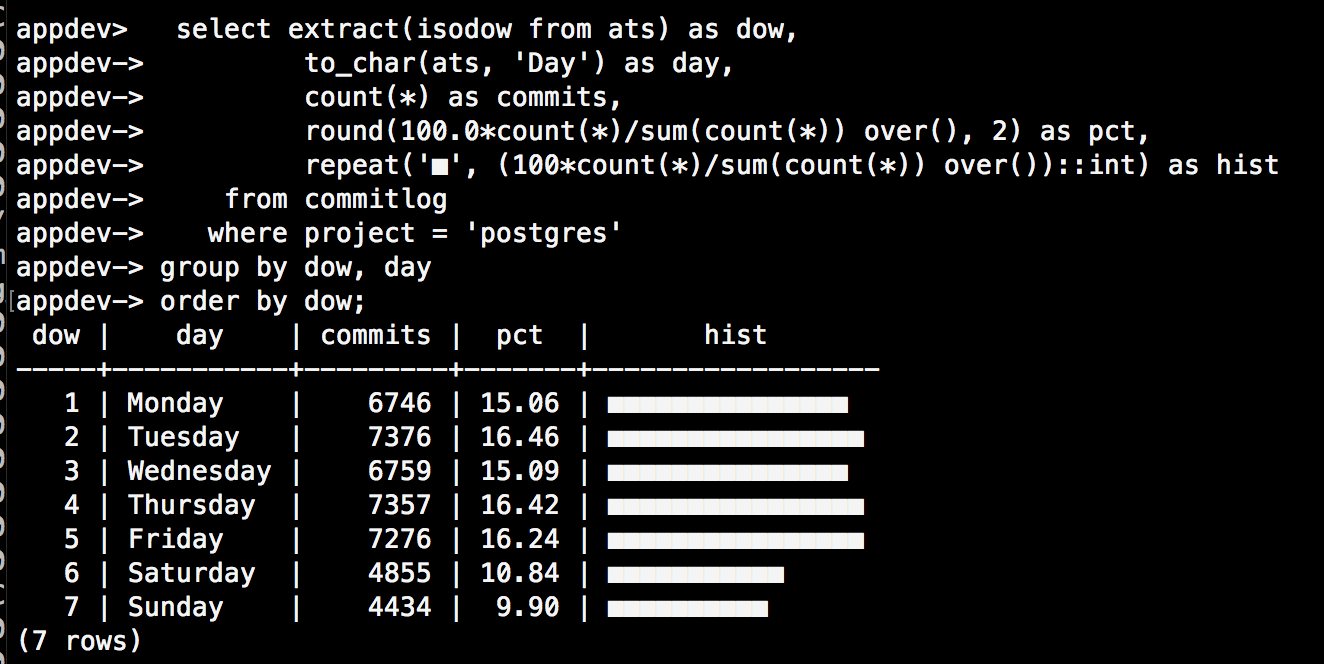 appdev>   select extract(isodow from ats) as dow,
appdev->          to_char(ats, 'Day') as day,
appdev->          count(*) as commits,
appdev->          round(100.0*count(*)/sum(count(*)) over(), 2) as pct,
appdev->          repeat('■', (100*count(*)/sum(count(*)) over())::int) as hist
appdev->     from commitlog
appdev->    where project = 'postgres'
appdev-> group by dow, day
[appdev-> order by dow;
 dow |    day    | commits |  pct  |       hist
-----+-----------+---------+-------+------------------
   1 | Monday    |    6746 | 15.06 | ■■■■■■■■■■■■■■■
   2 | Tuesday   |    7376 | 16.46 | ■■■■■■■■■■■■■■■■
   3 | Wednesday |    6759 | 15.09 | ■■■■■■■■■■■■■■■
   4 | Thursday  |    7357 | 16.42 | ■■■■■■■■■■■■■■■■
   5 | Friday    |    7276 | 16.24 | ■■■■■■■■■■■■■■■■
   6 | Saturday  |    4855 | 10.84 | ■■■■■■■■■■■
   7 | Sunday    |    4434 |  9.90 | ■■■■■■■■■■
(7 rows)